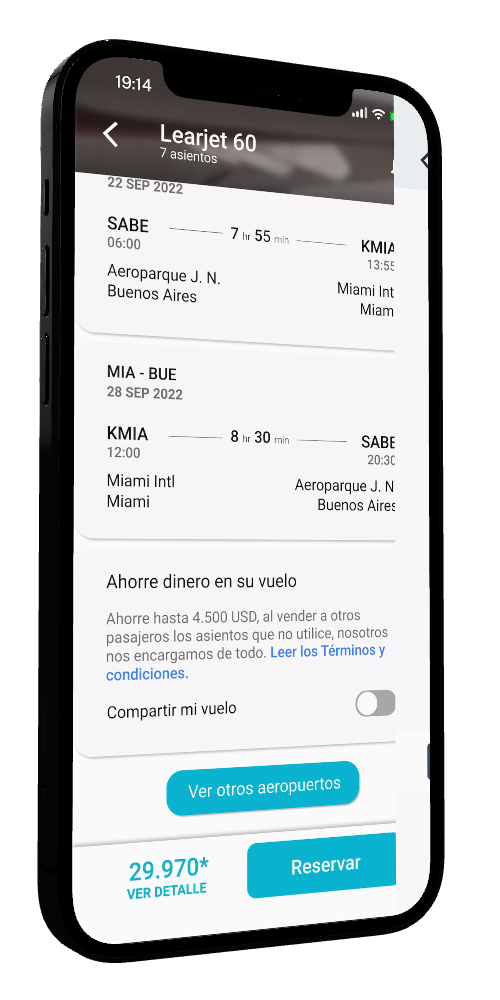 19:14
Learjet 60
7 asientos
22 SEP 2022
SABE 7 hr 55 min KMIA
06:00 13:55
Aeroparque J. N. Miami Int
Buenos Aires Miam
MIA - BUE
28 SEP 2022
KMIA 8 hr 30 min SABE
12:00 20:30
Miami Intl Aeroparque J. N
Miami Buenos Aires
Ahorre dinero en su vuelo
Ahorre hasta 4.500 USD, al vender a otros
pasajeros los asientos que no utilice, nosotros
nos encargamos de todo. Leer los Términos y
condiciones.
Compartir mi vuelo
Ver otros aeropuertos
29.970* Reservar
VER DETALLE